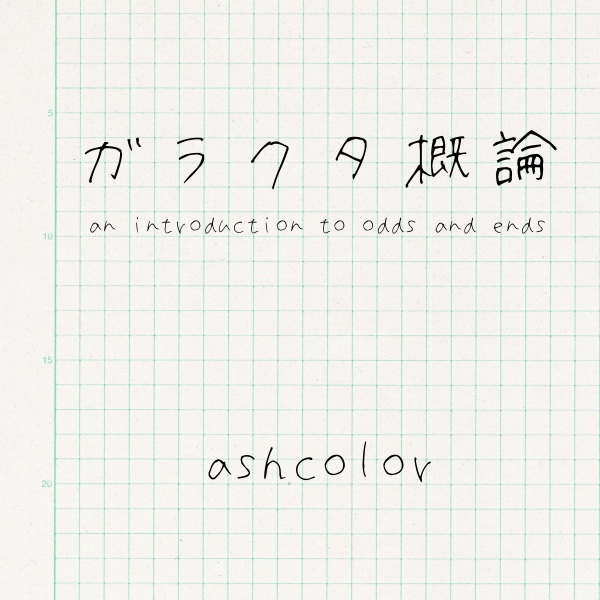 5
ガラクタ概論
an introduction to odds and ends
10
15
ashcolor
20